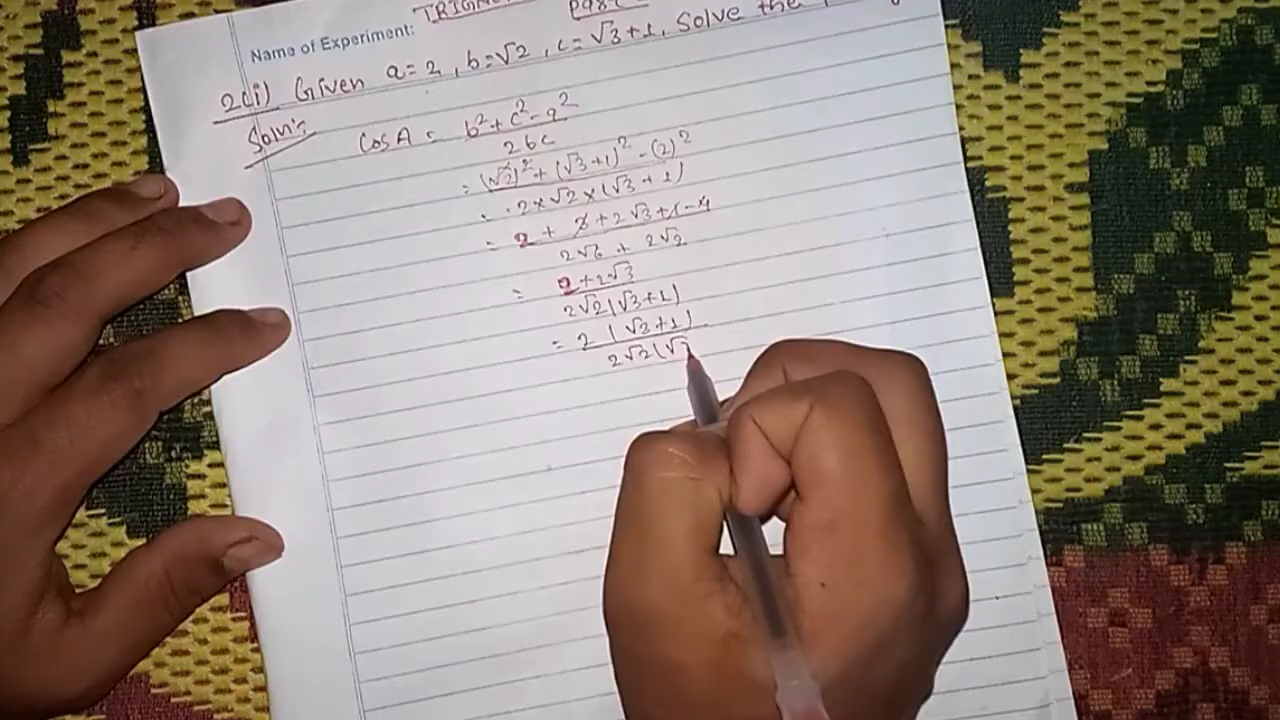 Name of Experiment:
2(i) Given a=2, b=√2, c=√3+1, Solve the
Soln:
CosA = b²+c²-a² / 2bc
= (√2)²+(√3+1)²-(2)² / 2×√2×(√3+1)
= 2+3+2√3+1-4 / 2√6+2√2
= 2+2√3 / 2√2(√3+1)
= 2(√3+1) / 2√2(√3